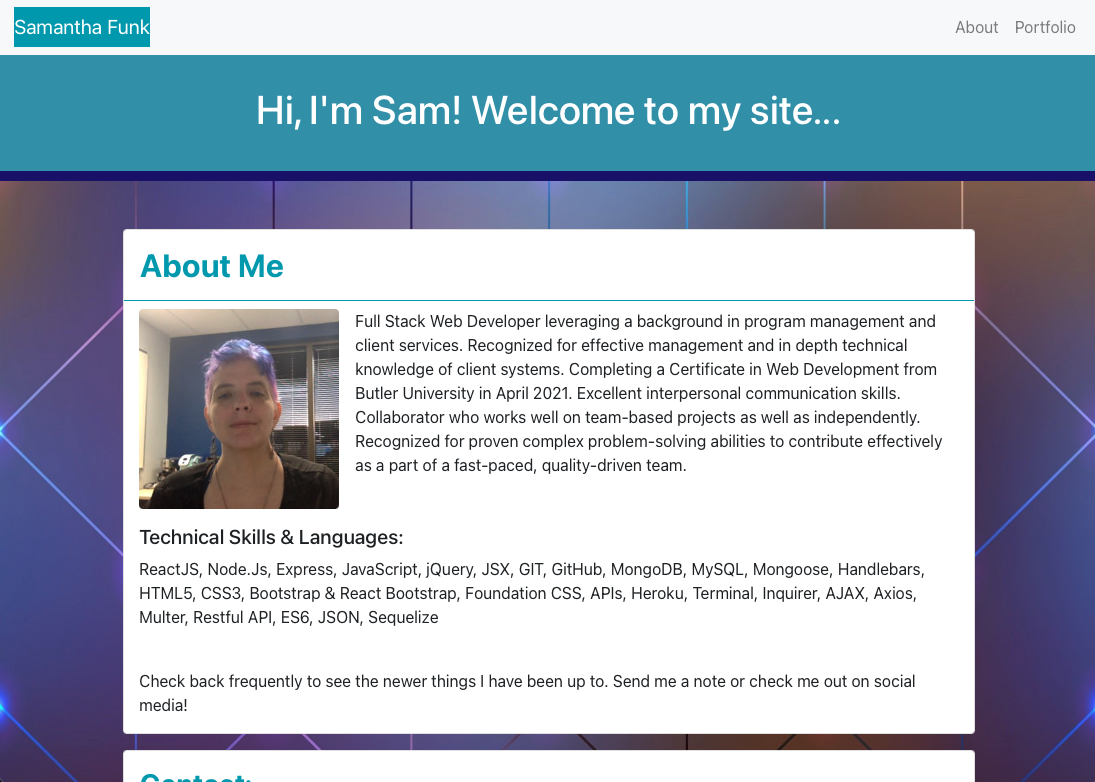 Samantha Funk
About
Portfolio
Hi, I'm Sam! Welcome to my site...
About Me
Full Stack Web Developer leveraging a background in program management and
client services. Recognized for effective management and in depth technical
knowledge of client systems. Completing a Certificate in Web Development from
Butler University in April 2021. Excellent interpersonal communication skills.
Collaborator who works well on team-based projects as well as independently.
Recognized for proven complex problem-solving abilities to contribute effectively
as a part of a fast-paced, quality-driven team.
Technical Skills & Languages:
ReactJS, Node.Js, Express, JavaScript, jQuery, JSX, GIT, GitHub, MongoDB, MySQL, Mongoose, Handlebars,
HTML5, CSS3, Bootstrap & React Bootstrap, Foundation CSS, APIs, Heroku, Terminal, Inquirer, AJAX, Axios,
Multer, Restful API, ES6, JSON, Sequelize
Check back frequently to see the newer things I have been up to. Send me a note or check me out on social
media!
Contact: